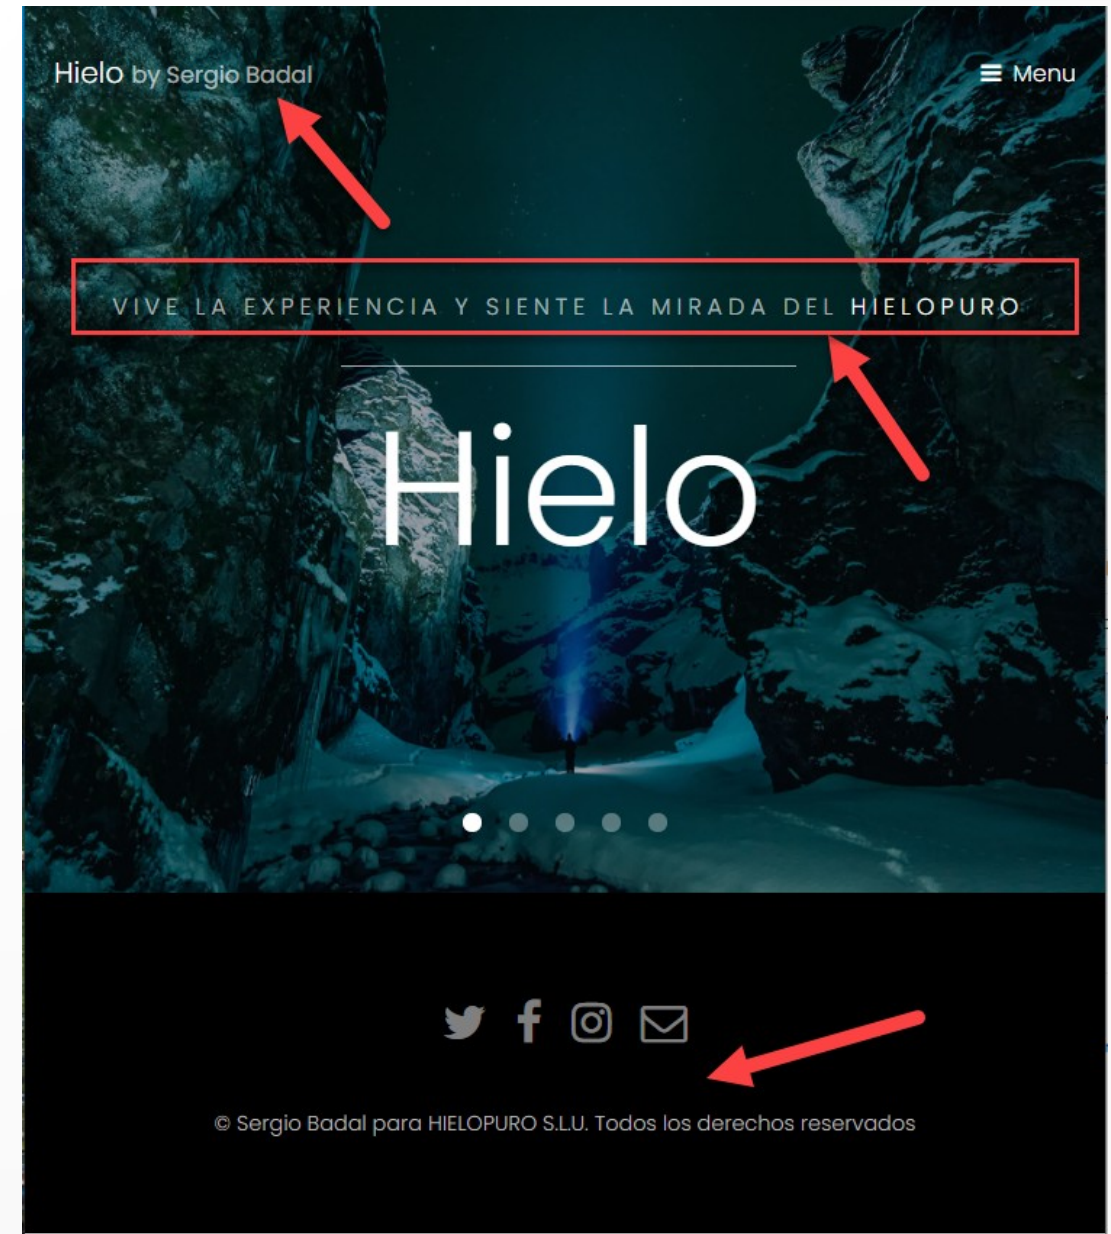 Hielo by Sergio Badal
Menu
VIVE LA EXPERIENCIA Y SIENTE LA MIRADA DEL HIELOPURO
Hielo
© Sergio Badal para HIELOPURO S.L.U. Todos los derechos reservados